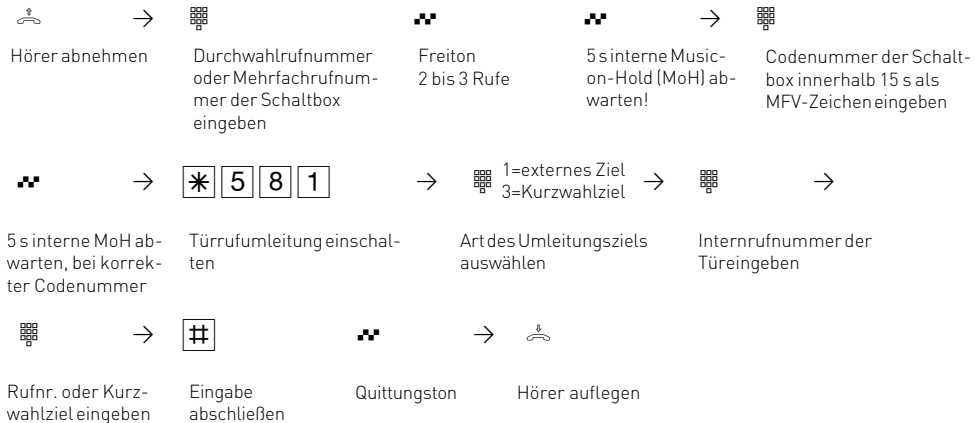 Hörer abnehmen
Durchwahlrufnummer
oder Mehrfachrufnum-
mer der Schaltbox
eingeben
Freiton
2 bis 3 Rufe
5 s interne Music-
on-Hold (MoH) ab-
warten!
Codenummer der Schalt-
box innerhalb 15 s als
MFV-Zeichen eingeben
* 5 8 1
1=externes Ziel
3=Kurzwahlziel
5 s interne MoH ab-
warten, bei korrek-
ter Codenummer
Türrufumleitung einschal-
ten
Art des Umleitungsziels
auswählen
Internrufnummer der
Tür eingeben
#
Rufnr. oder Kurz-
wahlziel eingeben
Eingabe
abschließen
Quittungston
Hörer auflegen